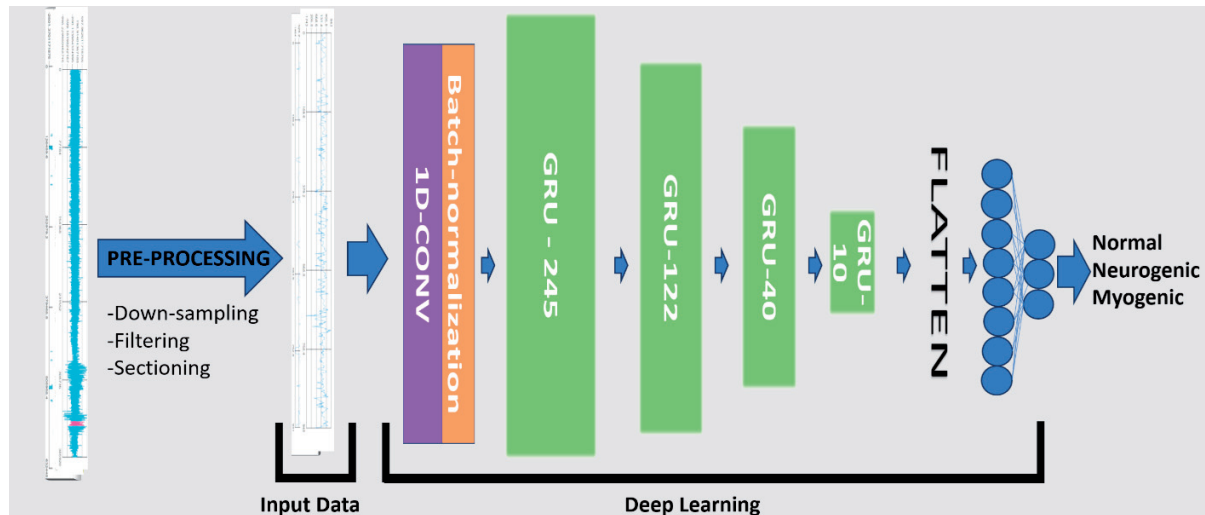 PRE-PROCESSING
-Down-sampling
-Filtering
-Sectioning
Input Data
1D-CONV
Batch-normalization
GRU - 245
GRU-122
GRU-40
GRU-
10
FLATTEN
Normal
Neurogenic
Myogenic
Deep Learning